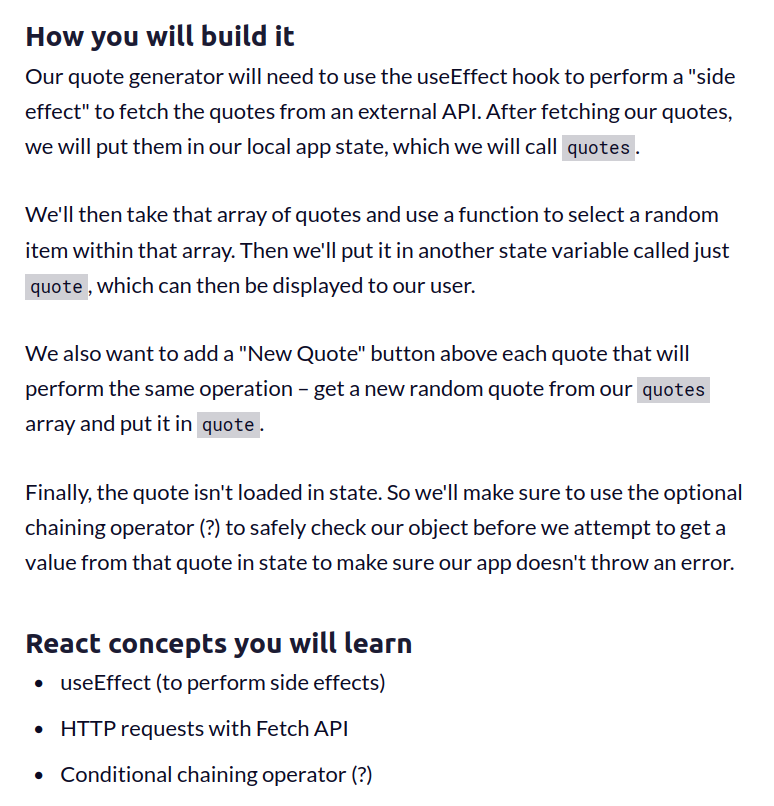 How you will build it
Our quote generator will need to use the useEffect hook to perform a "side
effect" to fetch the quotes from an external API. After fetching our quotes,
we will put them in our local app state, which we will call quotes.
We'll then take that array of quotes and use a function to select a random
item within that array. Then we'll put it in another state variable called just
quote, which can then be displayed to our user.
We also want to add a "New Quote" button above each quote that will
perform the same operation – get a new random quote from our quotes
array and put it in quote.
Finally, the quote isn't loaded in state. So we'll make sure to use the optional
chaining operator (?) to safely check our object before we attempt to get a
value from that quote in state to make sure our app doesn't throw an error.
React concepts you will learn
• useEffect (to perform side effects)
• HTTP requests with Fetch API
• Conditional chaining operator (?)